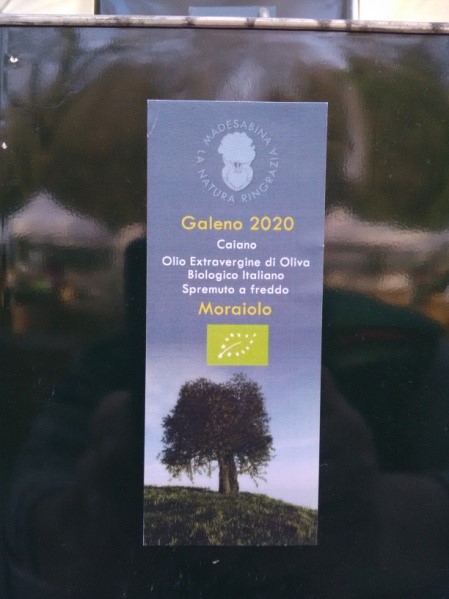 MADESABINA
LA NATURA RINGRAZIA
Galeno 2020
Caiano
Olio Extravergine di Oliva
Biologico Italiano
Spremuto a freddo
Moraiolo